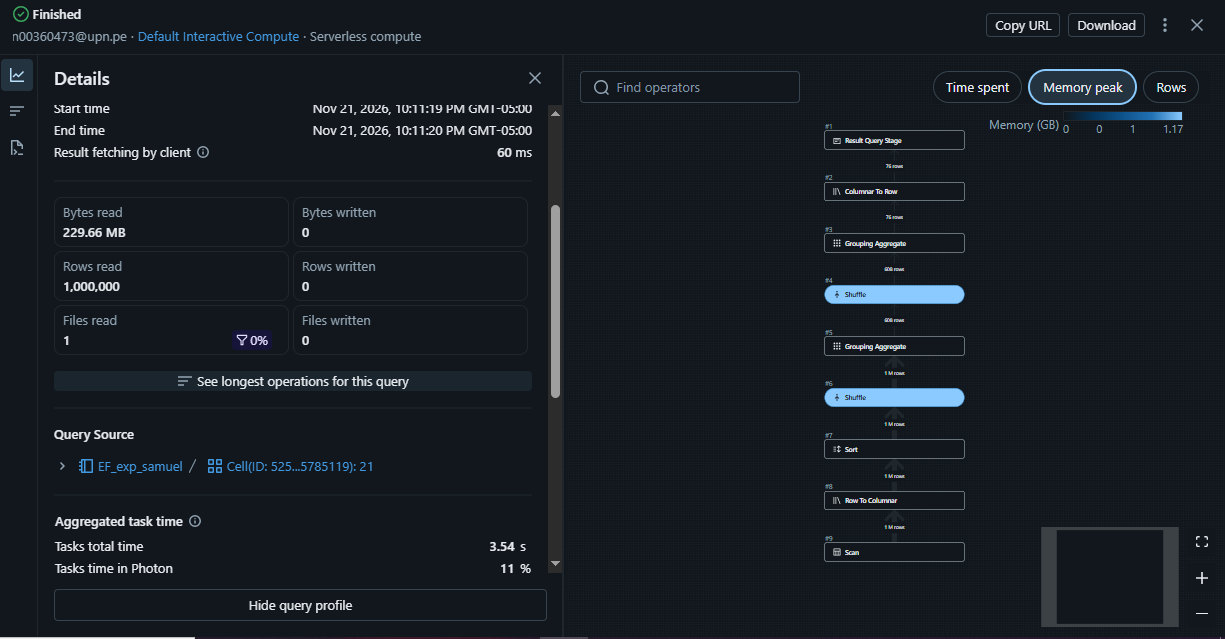 Finished
n00360473@upn.pe · Default Interactive Compute · Serverless compute
Copy URL
Download
Details
Start time Nov 21, 2026, 10:11:19 PM GMT-05:00
End time Nov 21, 2026, 10:11:20 PM GMT-05:00
Result fetching by client 60 ms
Bytes read
229.66 MB
Bytes written
0
Rows read
1,000,000
Rows written
0
Files read
1 0%
Files written
0
See longest operations for this query
Query Source
EF_exp_samuel / Cell(ID: 525...5785119): 21
Aggregated task time
Tasks total time 3.54 s
Tasks time in Photon 11 %
Hide query profile
Find operators
Time spent
Memory peak
Rows
Memory (GB) 0 0 1 1.17
#1
Result Query Stage
76 rows
#2
Columnar To Row
76 rows
#3
Grouping Aggregate
608 rows
#4
Shuffle
608 rows
#5
Grouping Aggregate
1 M rows
#6
Shuffle
1 M rows
#7
Sort
1 M rows
#8
Row To Columnar
1 M rows
#9
Scan